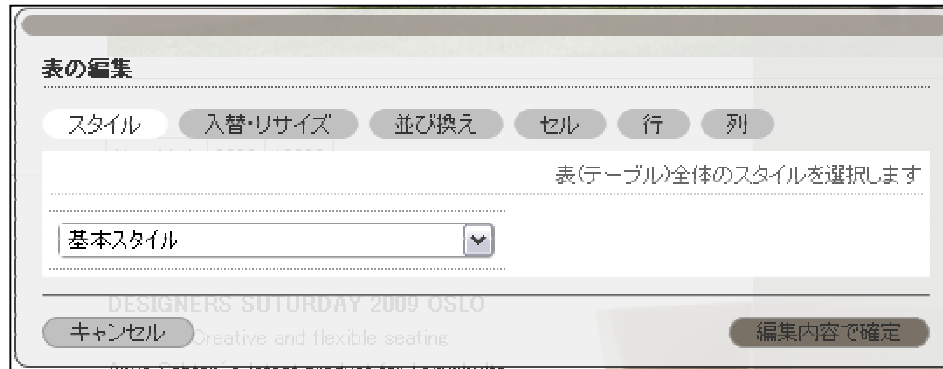 表の編集
スタイル 入替・リサイズ 並び換え セル 行 列
表(テーブル)全体のスタイルを選択します
基本スタイル
DESIGNERS SUTURDAY 2009 OSLO
キャンセル Creative and flexible seating 編集内容で確定